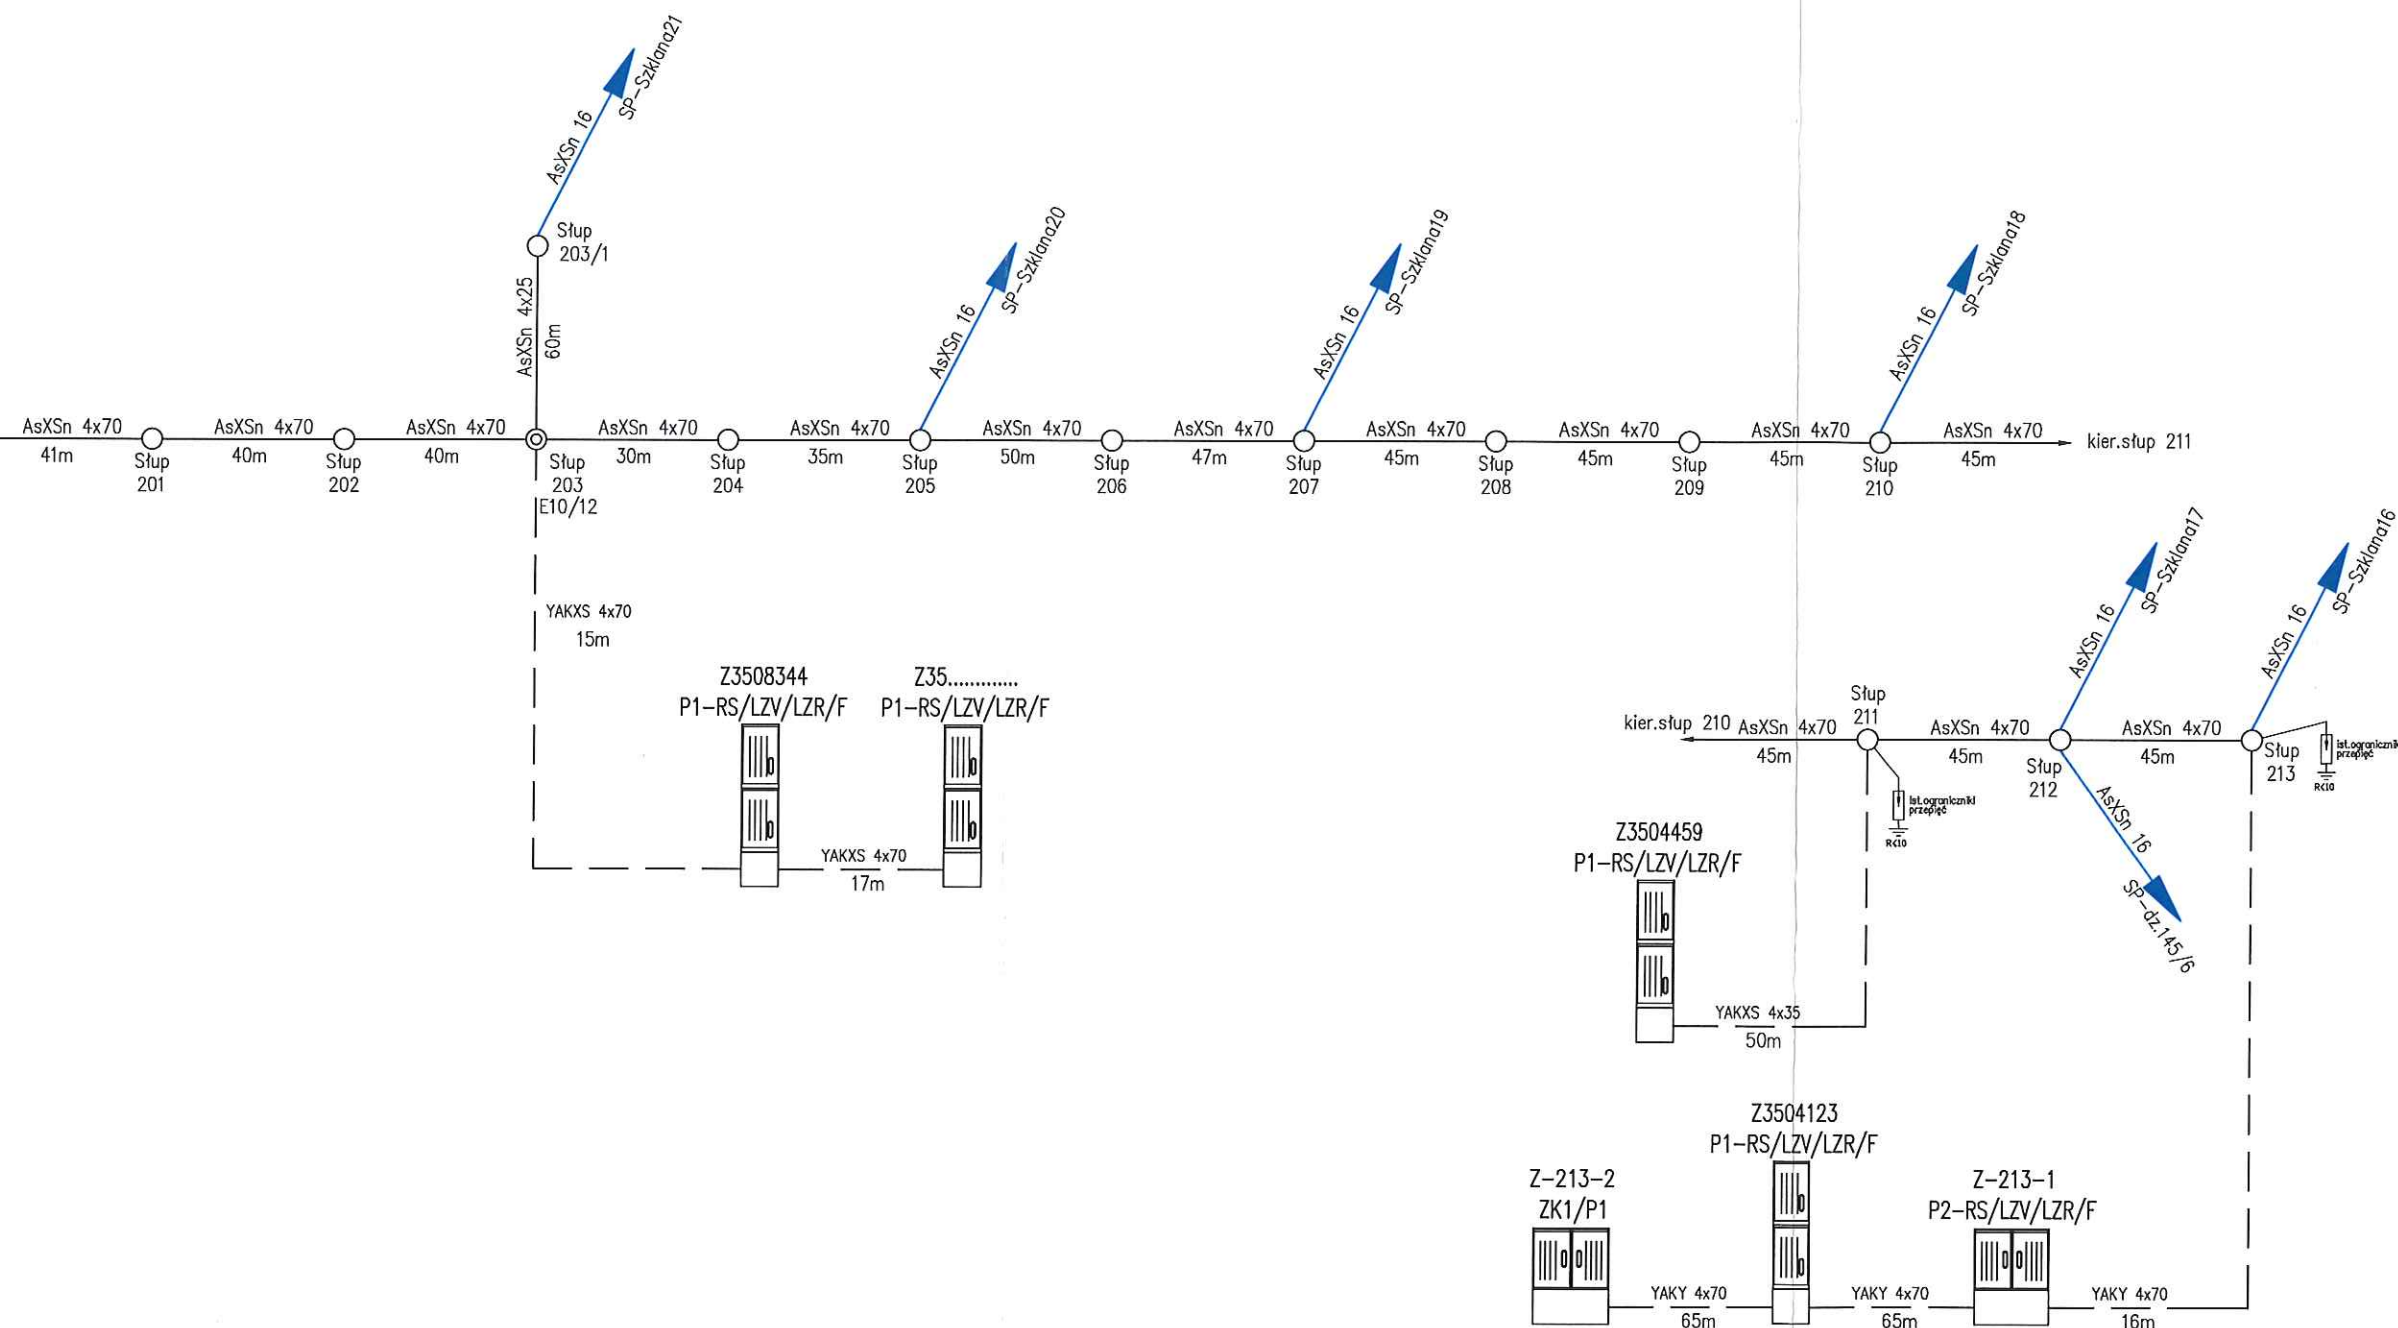 SP-Szklana21
AsXSn 16
Słup
203/1
AsXSn 4x25
60m
SP-Szklana20
AsXSn 16
SP-Szklana19
AsXSn 16
SP-Szklana18
AsXSn 16
AsXSn 4x70
41m
Słup
201
AsXSn 4x70
40m
Słup
202
AsXSn 4x70
40m
Słup
203
E10/12
AsXSn 4x70
30m
Słup
204
AsXSn 4x70
35m
Słup
205
AsXSn 4x70
50m
Słup
206
AsXSn 4x70
47m
Słup
207
AsXSn 4x70
45m
Słup
208
AsXSn 4x70
45m
Słup
209
AsXSn 4x70
45m
Słup
210
AsXSn 4x70
45m
kier.słup 211
YAKXS 4x70
15m
Z3508344
P1-RS/LZV/LZR/F
Z35.............
P1-RS/LZV/LZR/F
YAKXS 4x70
17m
SP-Szklana17
AsXSn 16
SP-Szklana16
AsXSn 16
kier.słup 210
AsXSn 4x70
45m
Słup
211
AsXSn 4x70
45m
Słup
212
AsXSn 4x70
45m
Słup
213
ist.ograniczniki
przepięć
R<10
ist.ograniczni
przepięć
R<10
AsXSn 16
SP-dz.145/6
Z3504459
P1-RS/LZV/LZR/F
YAKXS 4x35
50m
Z3504123
P1-RS/LZV/LZR/F
Z-213-2
ZK1/P1
Z-213-1
P2-RS/LZV/LZR/F
YAKY 4x70
65m
YAKY 4x70
65m
YAKY 4x70
16m